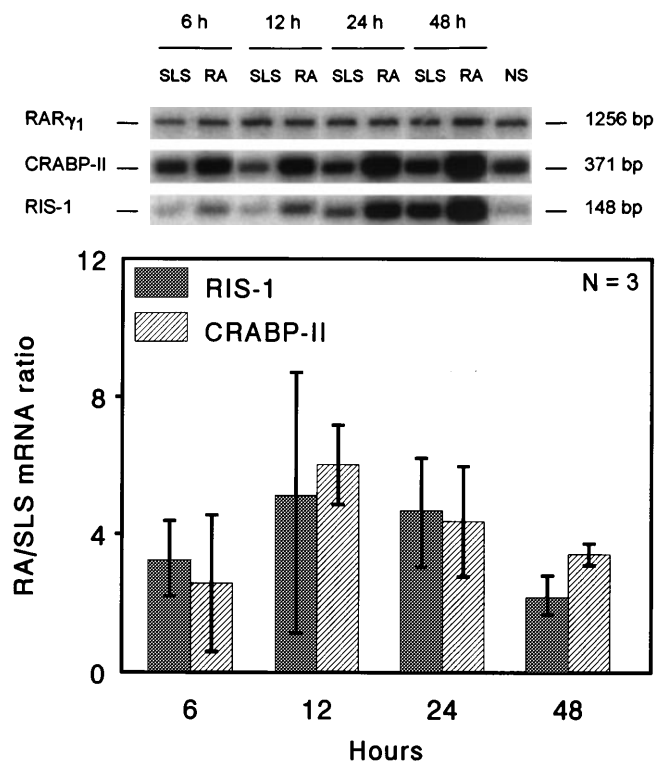 6 h 12 h 24 h 48 h
SLS RA SLS RA SLS RA SLS RA NS
RARγ1 1256 bp
CRABP-II 371 bp
RIS-1 148 bp
12
8
4
0
RA/SLS mRNA ratio
RIS-1
CRABP-II
N = 3
6 12 24 48
Hours